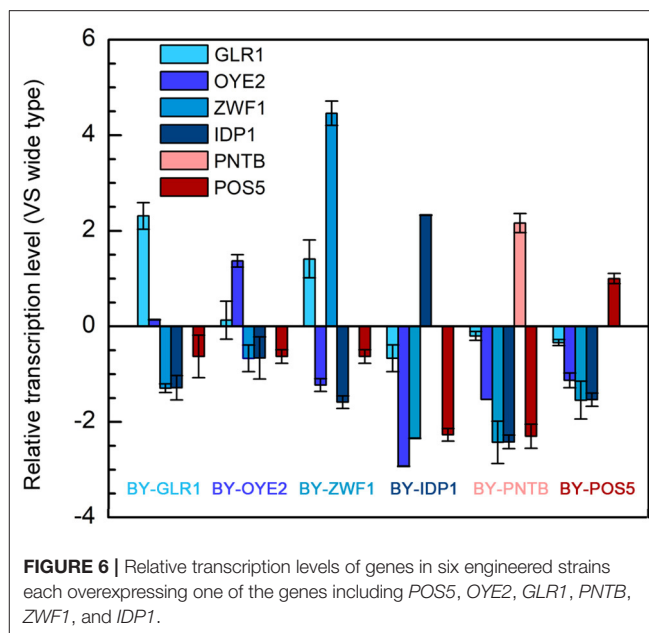 6
4
2
0
-2
-4
Relative transcription level (VS wide type)
GLR1
OYE2
ZWF1
IDP1
PNTB
POS5
BY-GLR1 BY-OYE2 BY-ZWF1 BY-IDP1 BY-PNTB BY-POS5
FIGURE 6 | Relative transcription levels of genes in six engineered strains
each overexpressing one of the genes including POS5, OYE2, GLR1, PNTB,
ZWF1, and IDP1.